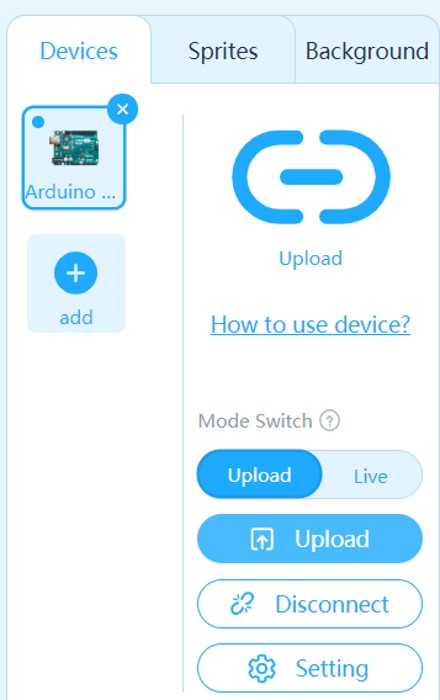 Devices
Sprites
Background
Arduino ...
add
Upload
How to use device?
Mode Switch ?
Upload
Live
Upload
Disconnect
Setting